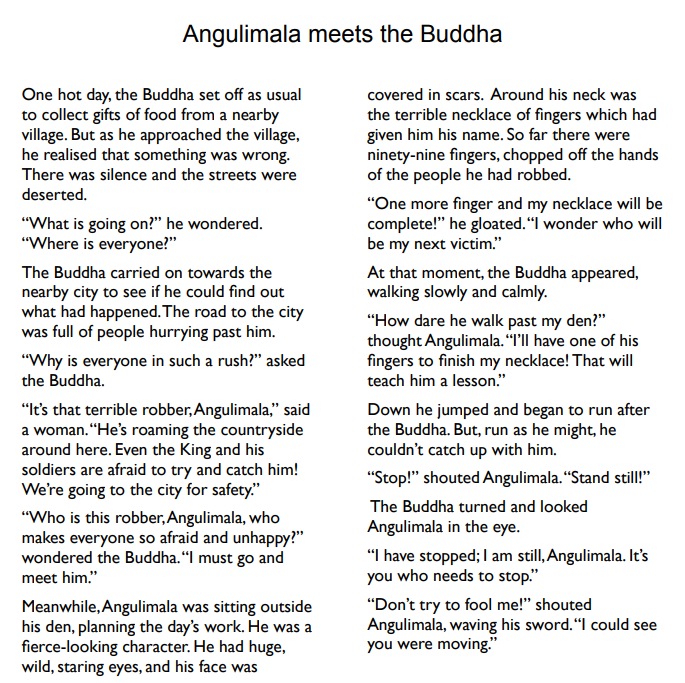 Angulimala meets the Buddha
One hot day, the Buddha set off as usual
to collect gifts of food from a nearby
village. But as he approached the village,
he realised that something was wrong.
There was silence and the streets were
deserted.
“What is going on?” he wondered.
“Where is everyone?”
The Buddha carried on towards the
nearby city to see if he could find out
what had happened. The road to the city
was full of people hurrying past him.
“Why is everyone in such a rush?” asked
the Buddha.
“It’s that terrible robber, Angulimala,” said
a woman. “He’s roaming the countryside
around here. Even the King and his
soldiers are afraid to try and catch him!
We’re going to the city for safety.”
“Who is this robber, Angulimala, who
makes everyone so afraid and unhappy?”
wondered the Buddha. “I must go and
meet him.”
Meanwhile, Angulimala was sitting outside
his den, planning the day’s work. He was a
fierce-looking character. He had huge,
wild, staring eyes, and his face was
covered in scars. Around his neck was
the terrible necklace of fingers which had
given him his name. So far there were
ninety-nine fingers, chopped off the hands
of the people he had robbed.
“One more finger and my necklace will be
complete!” he gloated. “I wonder who will
be my next victim.”
At that moment, the Buddha appeared,
walking slowly and calmly.
“How dare he walk past my den?”
thought Angulimala. “I’ll have one of his
fingers to finish my necklace! That will
teach him a lesson.”
Down he jumped and began to run after
the Buddha. But, run as he might, he
couldn’t catch up with him.
“Stop!” shouted Angulimala. “Stand still!”
The Buddha turned and looked
Angulimala in the eye.
“I have stopped; I am still, Angulimala. It’s
you who needs to stop.”
“Don’t try to fool me!” shouted
Angulimala, waving his sword. “I could see
you were moving.”